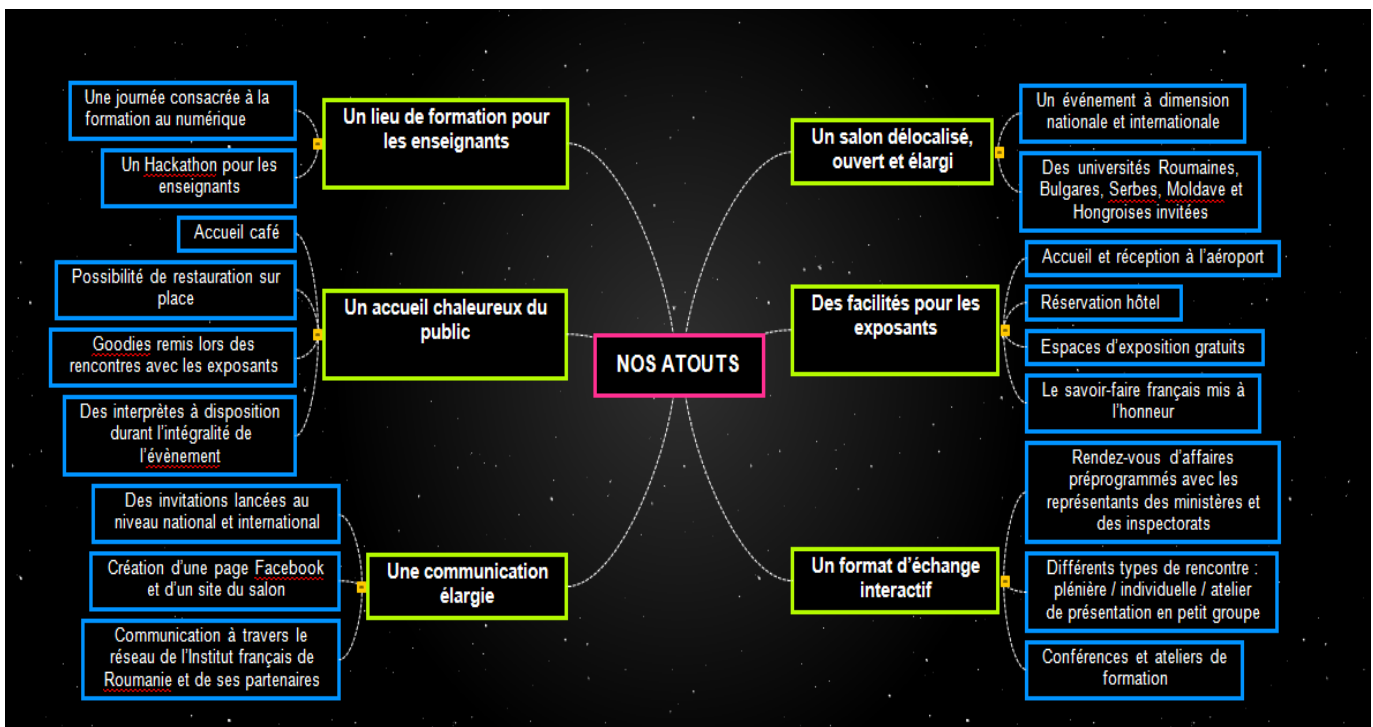 NOS ATOUTS
Un lieu de formation pour
les enseignants
Une journée consacrée à la
formation au numérique
Un Hackathon pour les
enseignants
Un accueil chaleureux du
public
Accueil café
Possibilité de restauration sur
place
Goodies remis lors des
rencontres avec les exposants
Des interprètes à disposition
durant l’intégralité de
l’évènement
Une communication
élargie
Des invitations lancées au
niveau national et international
Création d’une page Facebook
et d’un site du salon
Communication à travers le
réseau de l’Institut français de
Roumanie et de ses partenaires
Un salon délocalisé,
ouvert et élargi
Un événement à dimension
nationale et internationale
Des universités Roumaines,
Bulgares, Serbes, Moldave et
Hongroises invitées
Des facilités pour les
exposants
Accueil et réception à l’aéroport
Réservation hôtel
Espaces d’exposition gratuits
Le savoir-faire français mis à
l’honneur
Un format d’échange
interactif
Rendez-vous d’affaires
préprogrammés avec les
représentants des ministères et
des inspectorats
Différents types de rencontre :
plénière / individuelle / atelier
de présentation en petit groupe
Conférences et ateliers de
formation